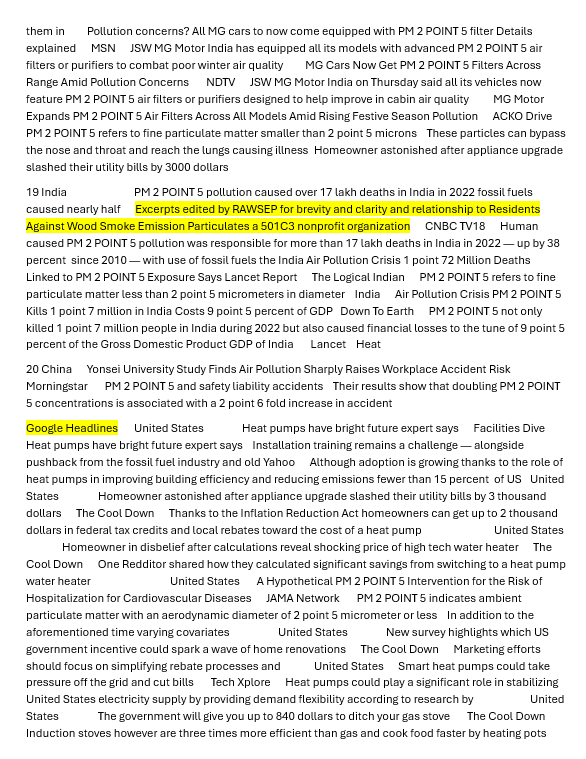 them in Pollution concerns? All MG cars to now come equipped with PM 2 POINT 5 filter Details
explained MSN JSW MG Motor India has equipped all its models with advanced PM 2 POINT 5 air
filters or purifiers to combat poor winter air quality MG Cars Now Get PM 2 POINT 5 Filters Across
Range Amid Pollution Concerns NDTV JSW MG Motor India on Thursday said all its vehicles now
feature PM 2 POINT 5 air filters or purifiers designed to help improve in cabin air quality MG Motor
Expands PM 2 POINT 5 Air Filters Across All Models Amid Rising Festive Season Pollution ACKO Drive
PM 2 POINT 5 refers to fine particulate matter smaller than 2 point 5 microns These particles can bypass
the nose and throat and reach the lungs causing illness Homeowner astonished after appliance upgrade
slashed their utility bills by 3000 dollars
19 India PM 2 POINT 5 pollution caused over 17 lakh deaths in India in 2022 fossil fuels
caused nearly half Excerpts edited by RAWSEP for brevity and clarity and relationship to Residents
Against Wood Smoke Emission Particulates a 501C3 nonprofit organization CNBC TV18 Human
caused PM 2 POINT 5 pollution was responsible for more than 17 lakh deaths in India in 2022 — up by 38
percent since 2010 — with use of fossil fuels the India Air Pollution Crisis 1 point 72 Million Deaths
Linked to PM 2 POINT 5 Exposure Says Lancet Report The Logical Indian PM 2 POINT 5 refers to fine
particulate matter less than 2 point 5 micrometers in diameter India Air Pollution Crisis PM 2 POINT 5
Kills 1 point 7 million in India Costs 9 point 5 percent of GDP Down To Earth PM 2 POINT 5 not only
killed 1 point 7 million people in India during 2022 but also caused financial losses to the tune of 9 point 5
percent of the Gross Domestic Product GDP of India Lancet Heat
20 China Yonsei University Study Finds Air Pollution Sharply Raises Workplace Accident Risk
Morningstar PM 2 POINT 5 and safety liability accidents Their results show that doubling PM 2 POINT
5 concentrations is associated with a 2 point 6 fold increase in accident
Google Headlines United States Heat pumps have bright future expert says Facilities Dive
Heat pumps have bright future expert says Installation training remains a challenge — alongside
pushback from the fossil fuel industry and old Yahoo Although adoption is growing thanks to the role of
heat pumps in improving building efficiency and reducing emissions fewer than 15 percent of US United
States Homeowner astonished after appliance upgrade slashed their utility bills by 3 thousand
dollars The Cool Down Thanks to the Inflation Reduction Act homeowners can get up to 2 thousand
dollars in federal tax credits and local rebates toward the cost of a heat pump United States
Homeowner in disbelief after calculations reveal shocking price of high tech water heater The
Cool Down One Redditor shared how they calculated significant savings from switching to a heat pump
water heater United States A Hypothetical PM 2 POINT 5 Intervention for the Risk of
Hospitalization for Cardiovascular Diseases JAMA Network PM 2 POINT 5 indicates ambient
particulate matter with an aerodynamic diameter of 2 point 5 micrometer or less In addition to the
aforementioned time varying covariates United States New survey highlights which US
government incentive could spark a wave of home renovations The Cool Down Marketing efforts
should focus on simplifying rebate processes and United States Smart heat pumps could take
pressure off the grid and cut bills Tech Xplore Heat pumps could play a significant role in stabilizing
United States electricity supply by providing demand flexibility according to research by United
States The government will give you up to 840 dollars to ditch your gas stove The Cool Down
Induction stoves however are three times more efficient than gas and cook food faster by heating pots